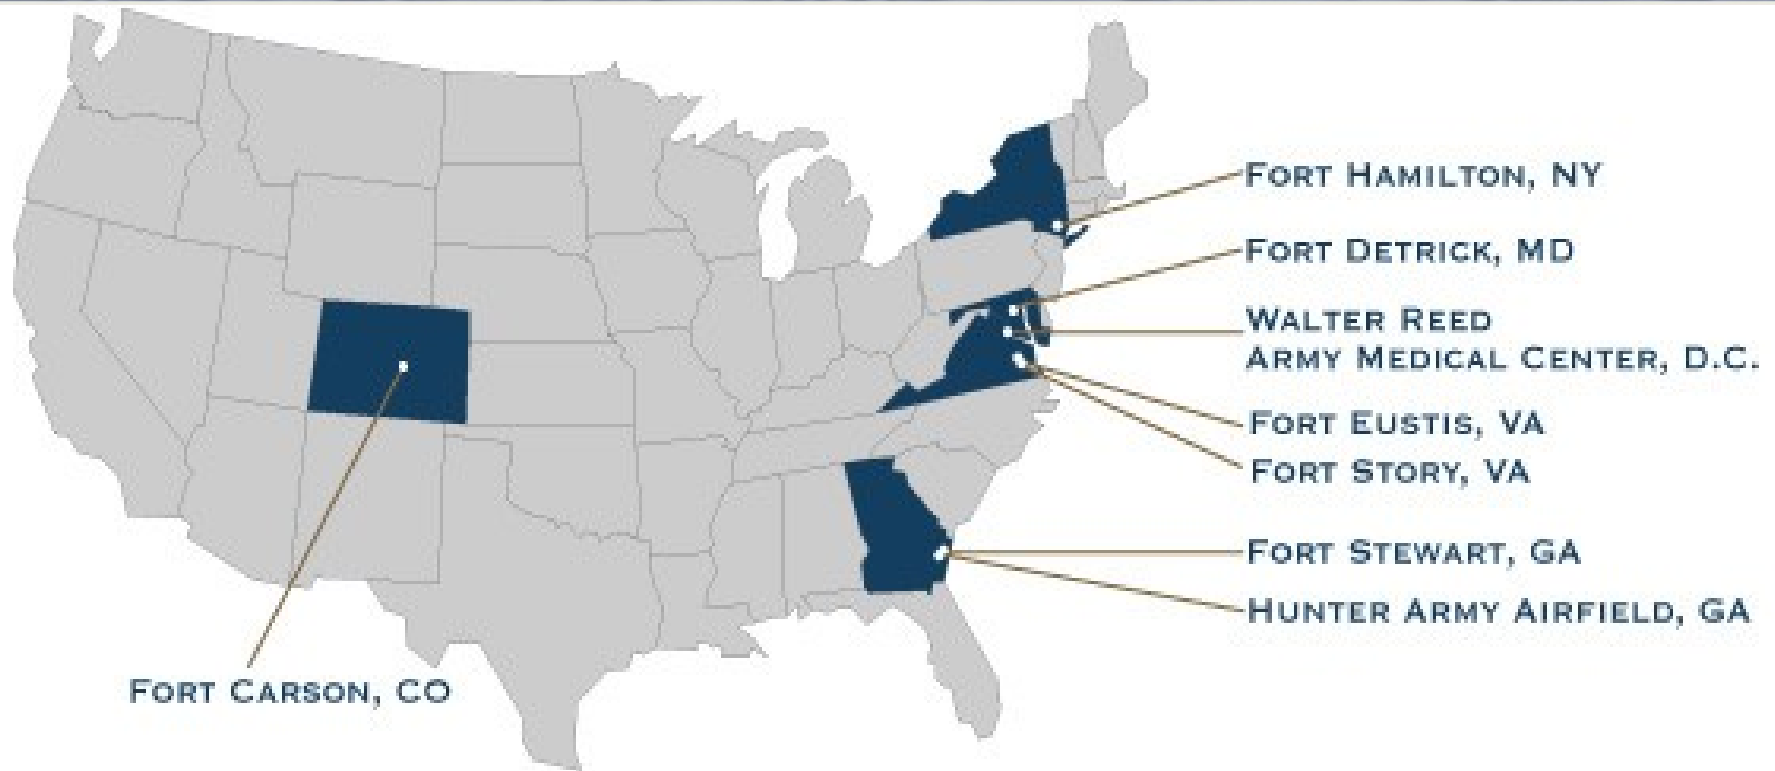 FORT HAMILTON, NY
FORT DETRICK, MD
WALTER REED
ARMY MEDICAL CENTER, D.C.
FORT EUSTIS, VA
FORT STORY, VA
FORT STEWART, GA
HUNTER ARMY AIRFIELD, GA
FORT CARSON, CO